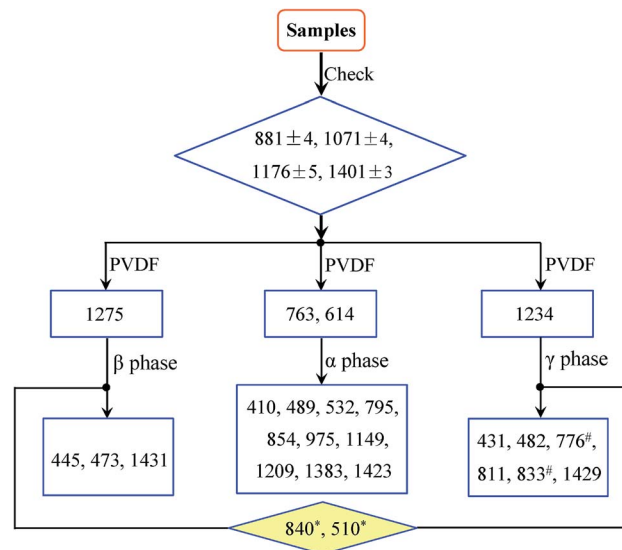 Samples
Check
881±4, 1071±4,
1176±5, 1401±3
PVDF
PVDF
PVDF
1275
763, 614
1234
β phase
α phase
γ phase
445, 473, 1431
410, 489, 532, 795,
854, 975, 1149,
1209, 1383, 1423
431, 482, 776#,
811, 833#, 1429
840*, 510*